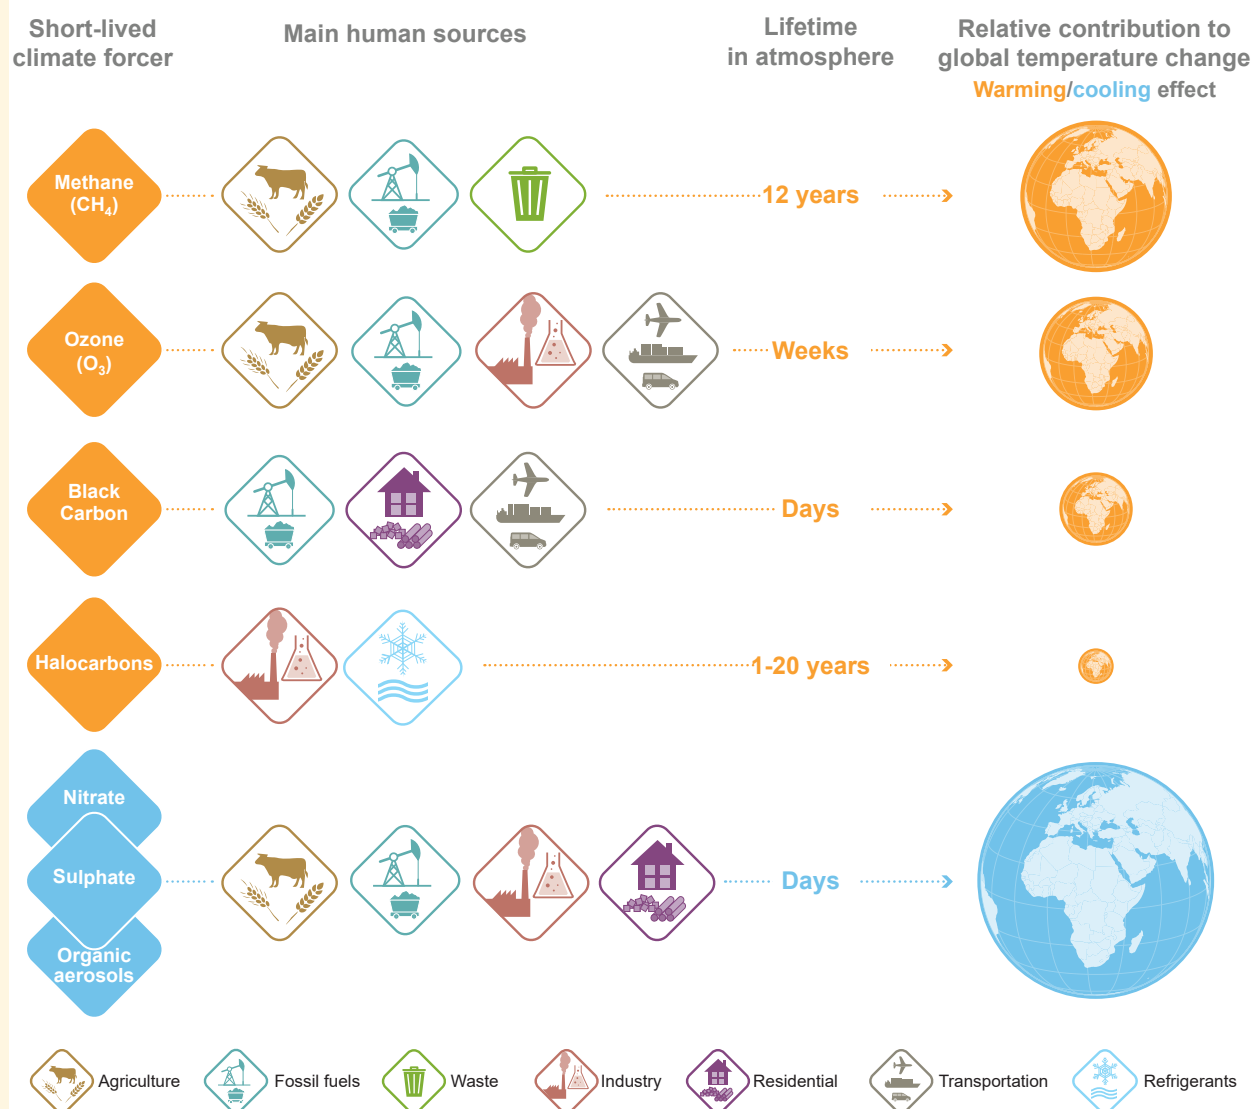 Short-lived
climate forcer
Main human sources
Lifetime
in atmosphere
Relative contribution to
global temperature change
Warming/cooling effect
Methane
(CH₄)
12 years
Ozone
(O₃)
Weeks
Black
Carbon
Days
Halocarbons
1-20 years
Nitrate
Sulphate
Organic
aerosols
Days
Agriculture
Fossil fuels
Waste
Industry
Residential
Transportation
Refrigerants